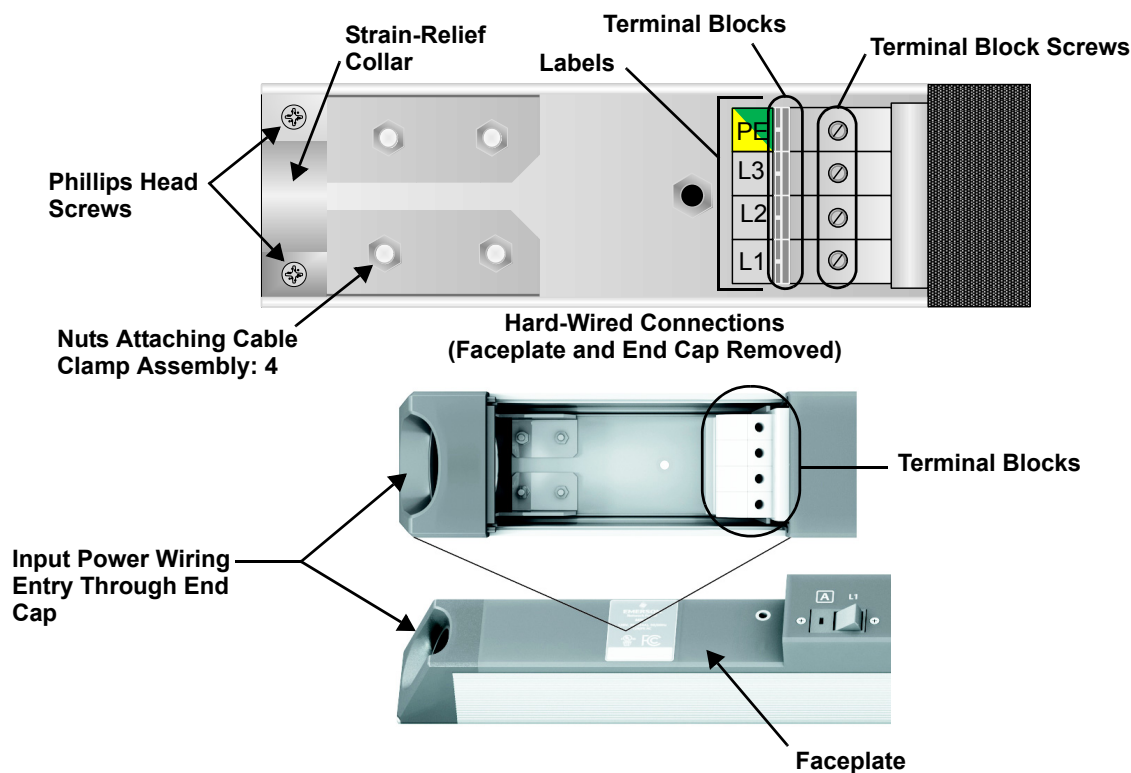 Strain-Relief
Collar
Terminal Blocks
Labels
Terminal Block Screws
PE
L3
L2
L1
Phillips Head
Screws
Nuts Attaching Cable
Clamp Assembly: 4
Hard-Wired Connections
(Faceplate and End Cap Removed)
Terminal Blocks
Input Power Wiring
Entry Through End
Cap
EMERSON
A L1
Faceplate